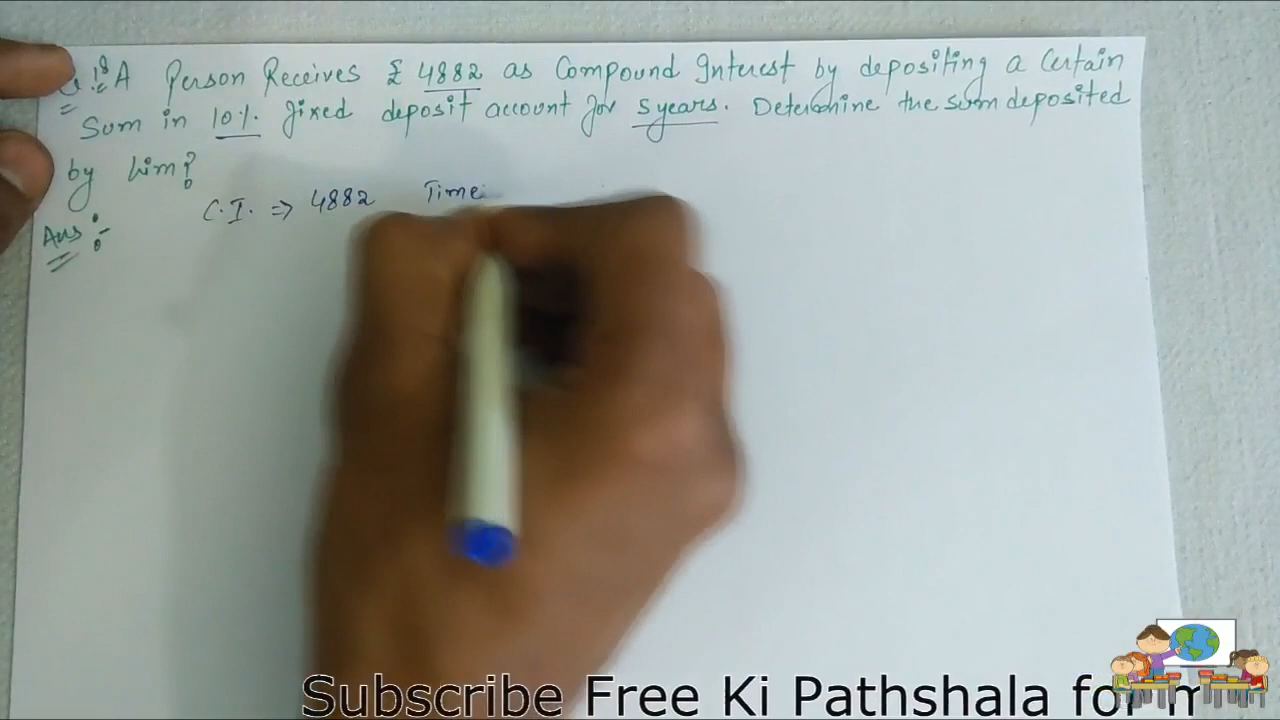 Q.18 A Person Receives ₹ 4882 as Compound Interest by depositing a Certain
Sum in 10% fixed deposit account for 5 years. Determine the sum deposited
by him?
C.I. => 4882 Time
Ans :-
Subscribe Free Ki Pathshala for m